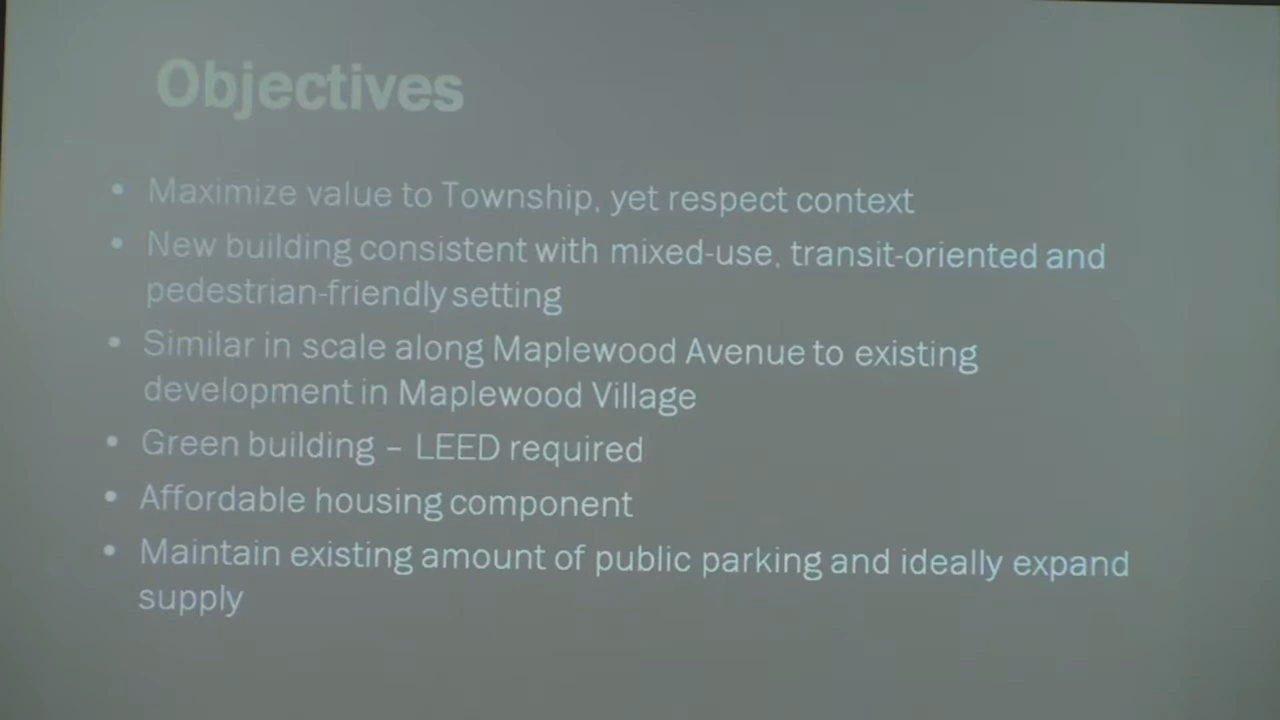 Objectives
• Maximize value to Township, yet respect context
• New building consistent with mixed-use, transit-oriented and
pedestrian-friendly setting
• Similar in scale along Maplewood Avenue to existing
development in Maplewood Village
• Green building – LEED required
• Affordable housing component
• Maintain existing amount of public parking and ideally expand
supply